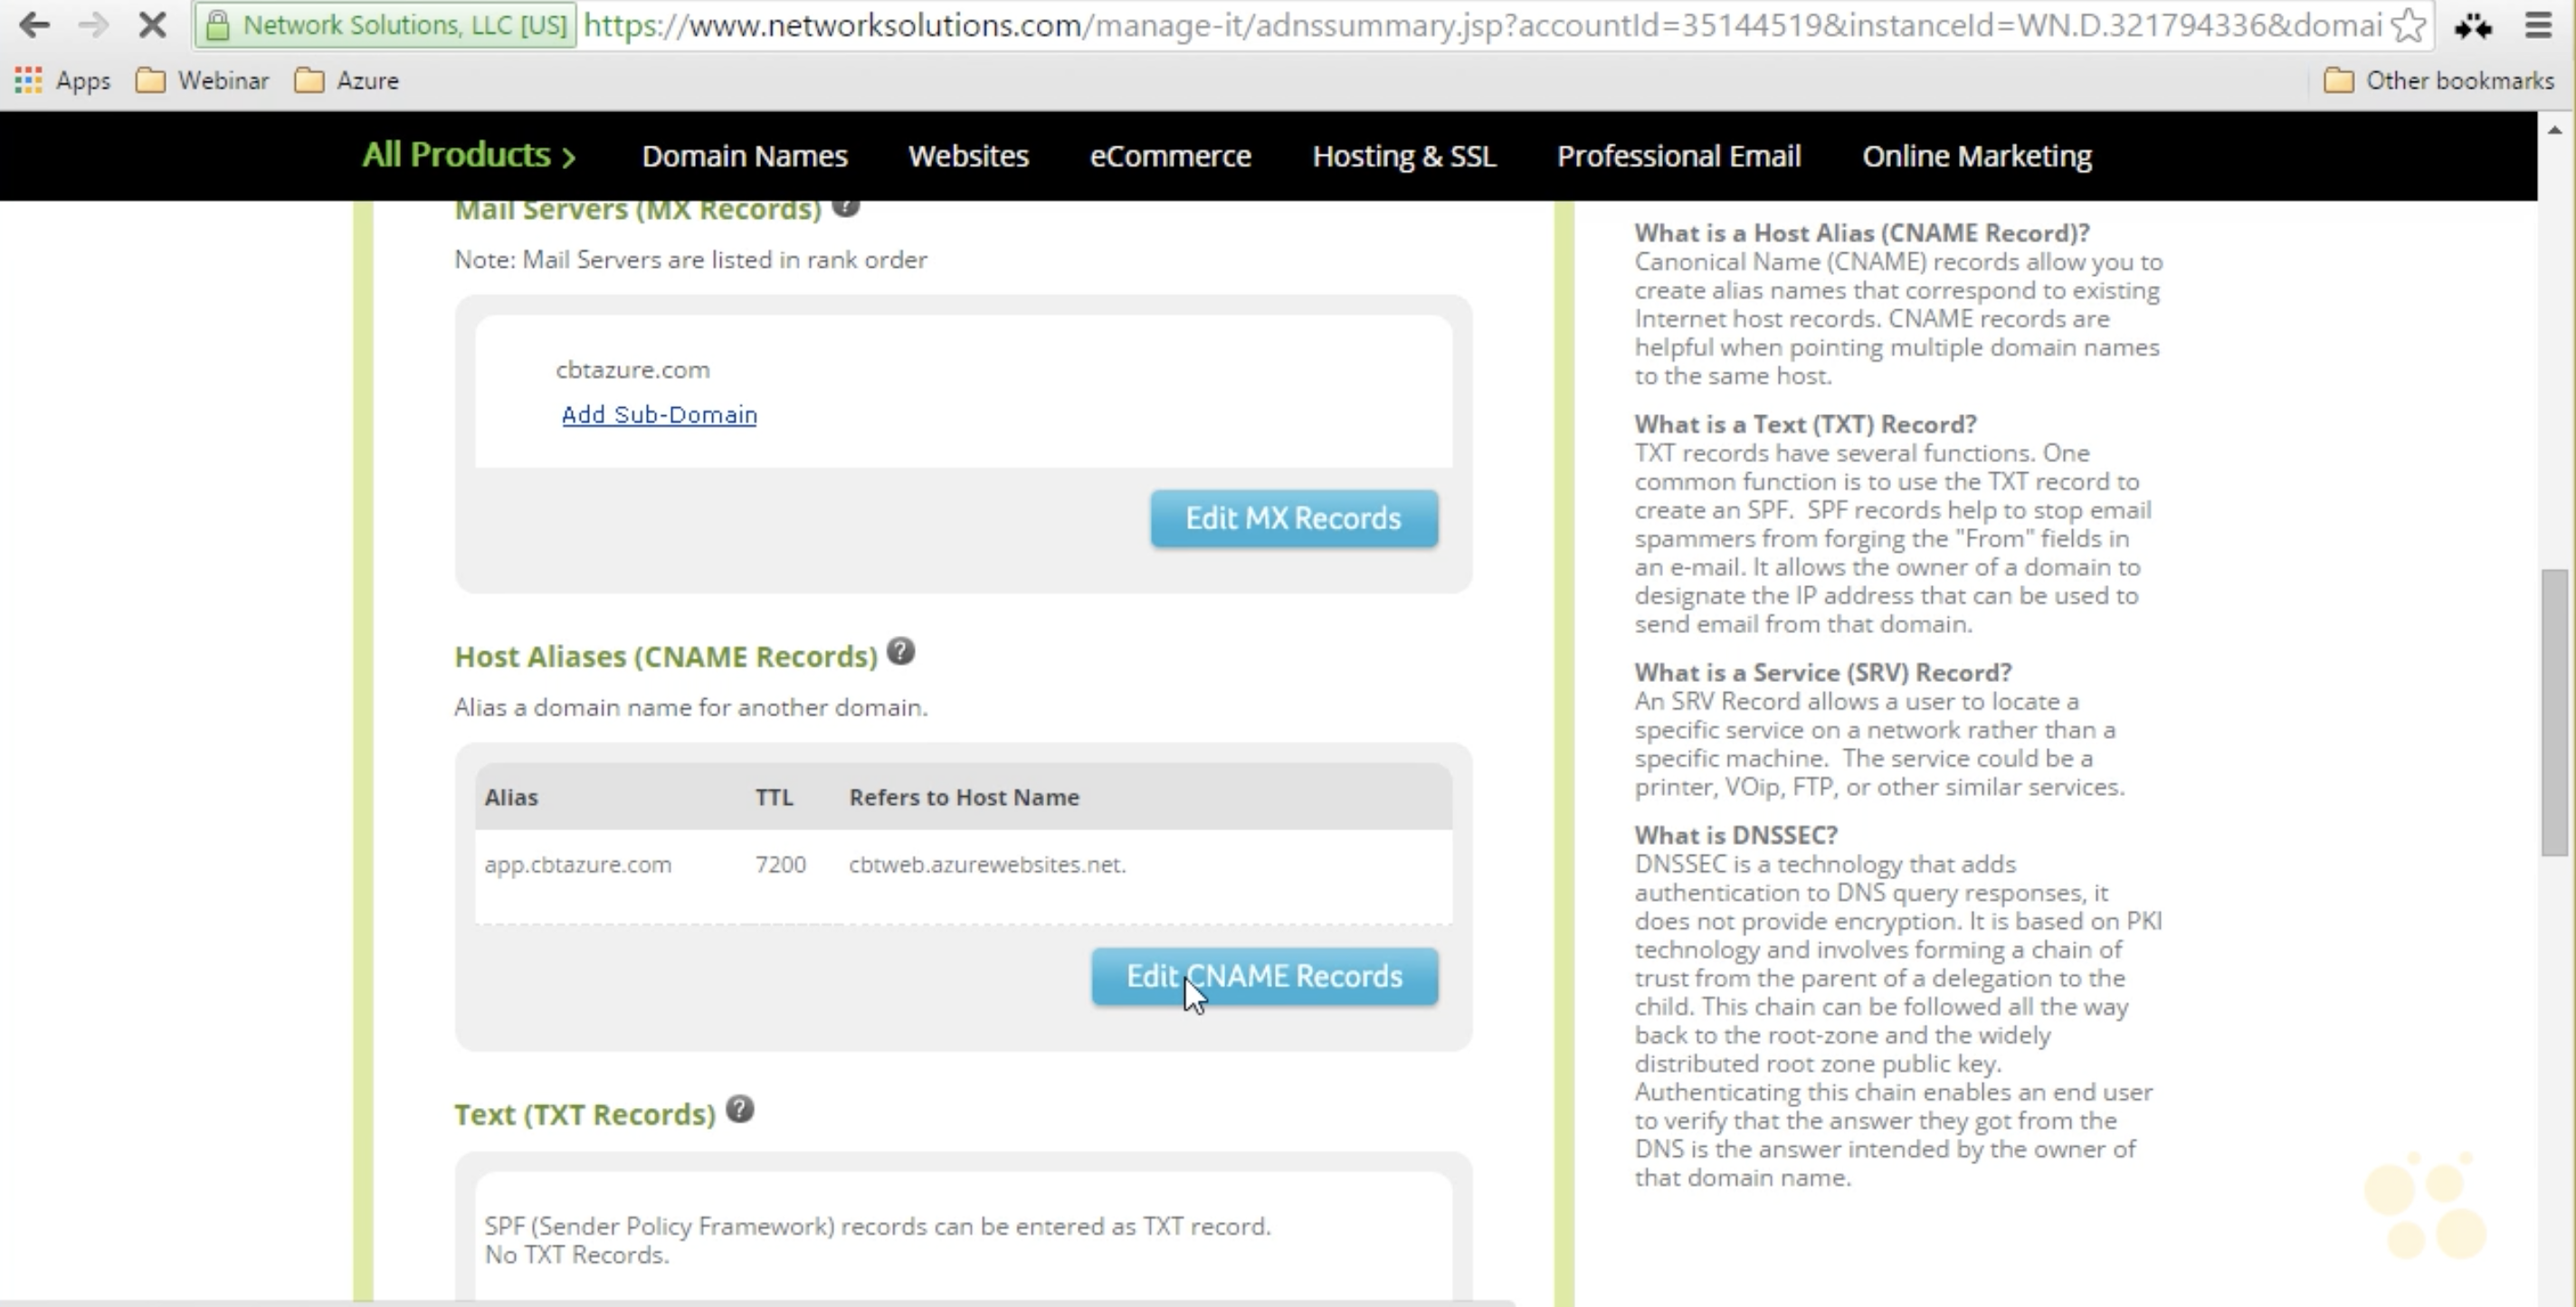 Network Solutions, LLC [US] https://www.networksolutions.com/manage-it/adnssummary.jsp?accountId=35144519&instanceId=WN.D.321794336&domai
Apps Webinar Azure Other bookmarks
All Products > Domain Names Websites eCommerce Hosting & SSL Professional Email Online Marketing
Mail Servers (MX Records) ?
Note: Mail Servers are listed in rank order
cbtazure.com
Add Sub-Domain
Edit MX Records
Host Aliases (CNAME Records) ?
Alias a domain name for another domain.
Alias TTL Refers to Host Name
app.cbtazure.com 7200 cbtweb.azurewebsites.net.
Edit CNAME Records
Text (TXT Records) ?
SPF (Sender Policy Framework) records can be entered as TXT record.
No TXT Records.
What is a Host Alias (CNAME Record)?
Canonical Name (CNAME) records allow you to
create alias names that correspond to existing
Internet host records. CNAME records are
helpful when pointing multiple domain names
to the same host.
What is a Text (TXT) Record?
TXT records have several functions. One
common function is to use the TXT record to
create an SPF. SPF records help to stop email
spammers from forging the "From" fields in
an e-mail. It allows the owner of a domain to
designate the IP address that can be used to
send email from that domain.
What is a Service (SRV) Record?
An SRV Record allows a user to locate a
specific service on a network rather than a
specific machine. The service could be a
printer, VOip, FTP, or other similar services.
What is DNSSEC?
DNSSEC is a technology that adds
authentication to DNS query responses, it
does not provide encryption. It is based on PKI
technology and involves forming a chain of
trust from the parent of a delegation to the
child. This chain can be followed all the way
back to the root-zone and the widely
distributed root zone public key.
Authenticating this chain enables an end user
to verify that the answer they got from the
DNS is the answer intended by the owner of
that domain name.